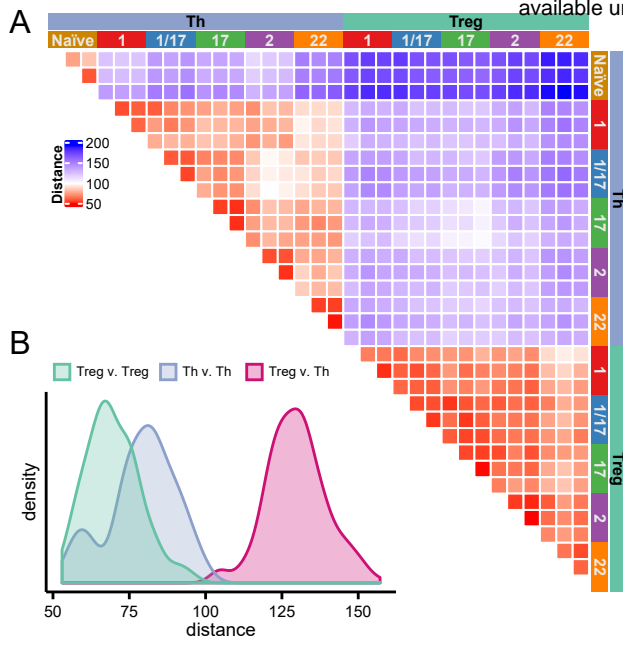 available u
A
Th Treg
Naïve 1 1/17 17 2 22 1 1/17 17 2 22
Naïve
1
1/17
17
2
22
Th
1
1/17
17
2
22
Treg
Distance
200
150
100
50
B
Treg v. Treg Th v. Th Treg v. Th
density
50 75 100 125 150
distance